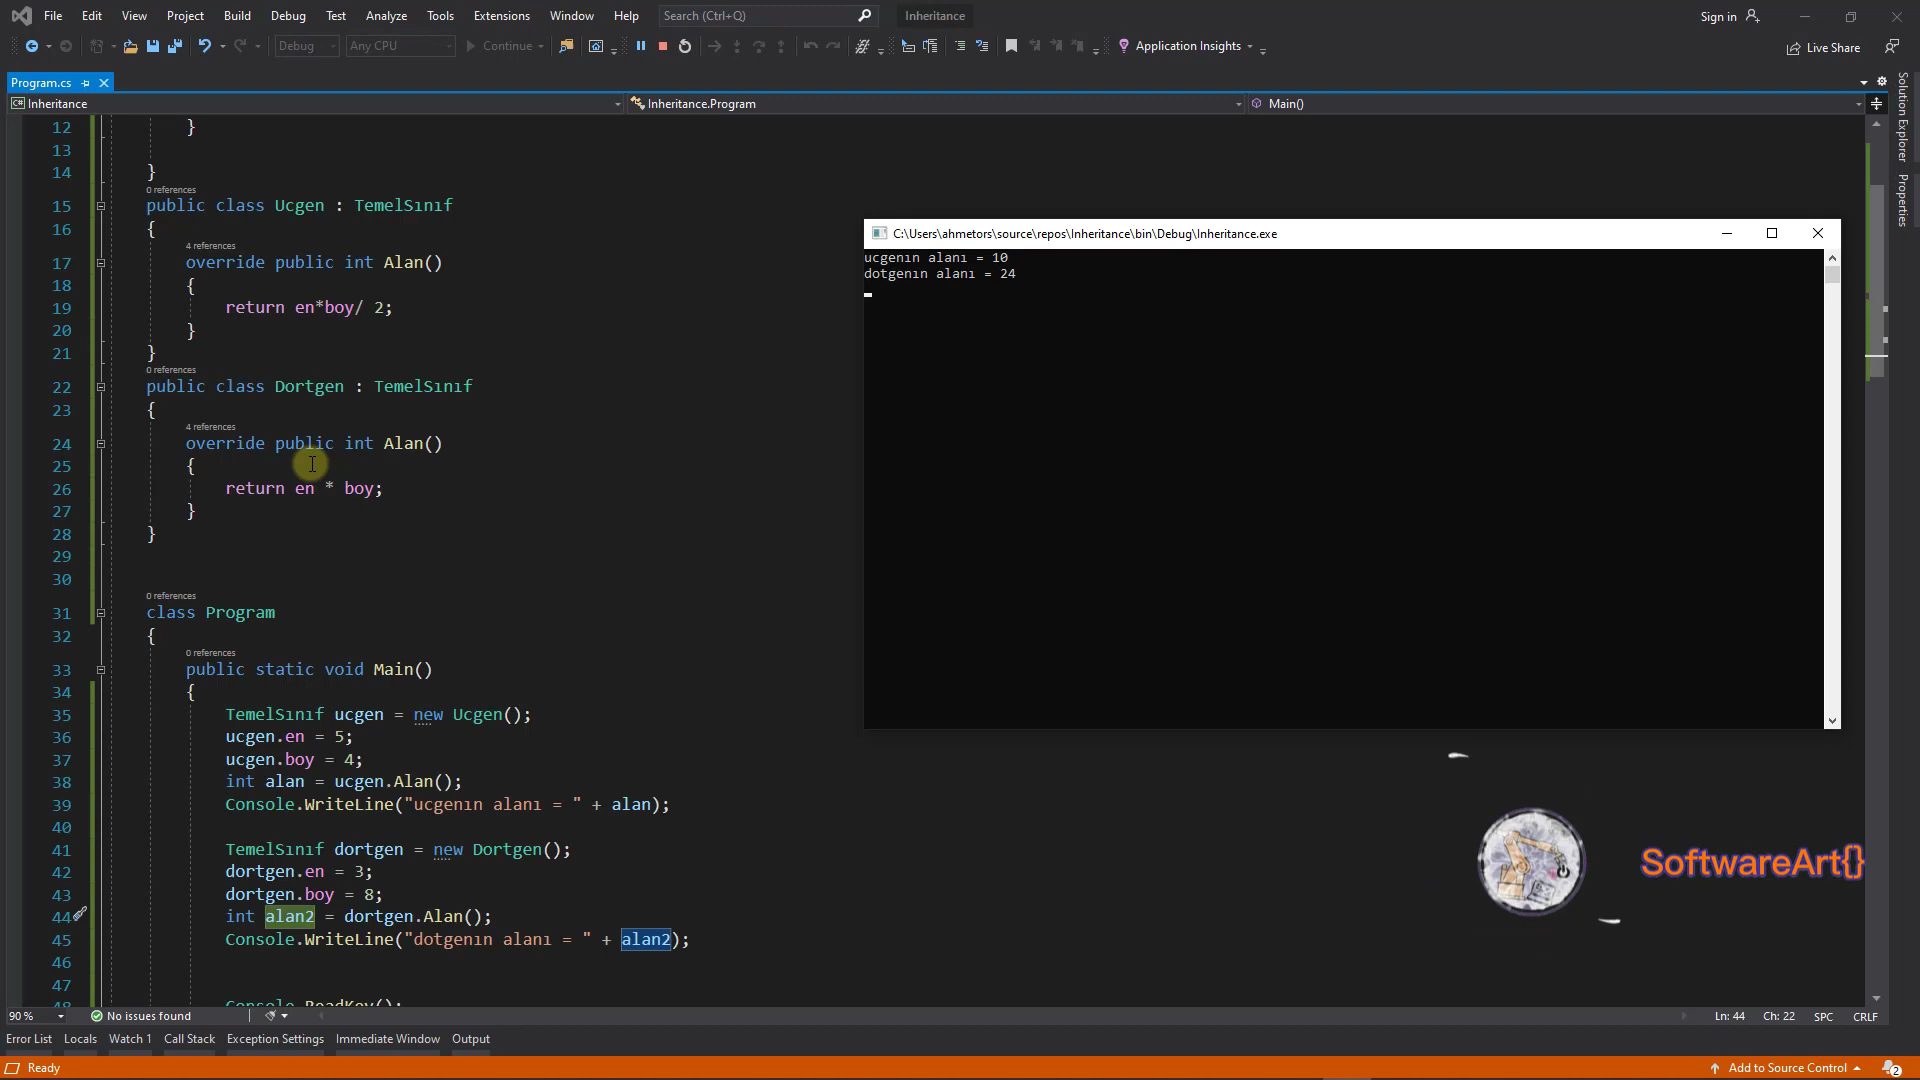 File Edit View Project Build Debug Test Analyze Tools Extensions Window Help Search (Ctrl+Q) Inheritance Sign in
Debug Any CPU Continue Application Insights Live Share
Program.cs
C# Inheritance Inheritance.Program Main()
Solution Explorer
Properties
12 }
13
14 }
0 references
15 public class Ucgen : TemelSınıf
16 {
4 references
17 override public int Alan()
18 {
19 return en*boy/ 2;
20 }
21 }
0 references
22 public class Dortgen : TemelSınıf
23 {
4 references
24 override public int Alan()
25 {
26 return en * boy;
27 }
28 }
29
30
0 references
31 class Program
32 {
0 references
33 public static void Main()
34 {
35 TemelSınıf ucgen = new Ucgen();
36 ucgen.en = 5;
37 ucgen.boy = 4;
38 int alan = ucgen.Alan();
39 Console.WriteLine("ucgenın alanı = " + alan);
40
41 TemelSınıf dortgen = new Dortgen();
42 dortgen.en = 3;
43 dortgen.boy = 8;
44 int alan2 = dortgen.Alan();
45 Console.WriteLine("dotgenın alanı = " + alan2);
46
47
48 Console.ReadKey();
C:\Users\ahmetors\source\repos\Inheritance\bin\Debug\Inheritance.exe
ucgenın alanı = 10
dotgenın alanı = 24
SoftwareArt{}
90 % No issues found Ln: 44 Ch: 22 SPC CRLF
Error List Locals Watch 1 Call Stack Exception Settings Immediate Window Output
Ready Add to Source Control 2